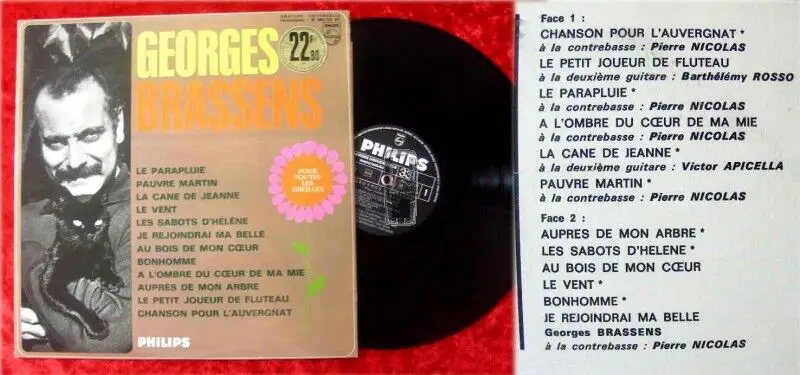 GEORGES
BRASSENS
22F
90
LE PARAPLUIE
PAUVRE MARTIN
LA CANE DE JEANNE
LE VENT
LES SABOTS D'HÉLÈNE
JE REJOINDRAI MA BELLE
AU BOIS DE MON CŒUR
BONHOMME
A L'OMBRE DU CŒUR DE MA MIE
AUPRÈS DE MON ARBRE
LE PETIT JOUEUR DE FLUTEAU
CHANSON POUR L'AUVERGNAT
POUR
TOUTES
LES
OREILLES
PHILIPS
PHILIPS
33
1
Face 1 :
CHANSON POUR L'AUVERGNAT *
à la contrebasse : Pierre NICOLAS
LE PETIT JOUEUR DE FLUTEAU
à la deuxième guitare : Barthélémy ROSSO
LE PARAPLUIE *
à la contrebasse : Pierre NICOLAS
A L'OMBRE DU CŒUR DE MA MIE
à la contrebasse : Pierre NICOLAS
LA CANE DE JEANNE *
à la deuxième guitare : Victor APICELLA
PAUVRE MARTIN *
à la contrebasse : Pierre NICOLAS
Face 2 :
AUPRES DE MON ARBRE *
LES SABOTS D'HELENE *
AU BOIS DE MON CŒUR
LE VENT *
BONHOMME *
JE REJOINDRAI MA BELLE
Georges BRASSENS
à la contrebasse : Pierre NICOLAS